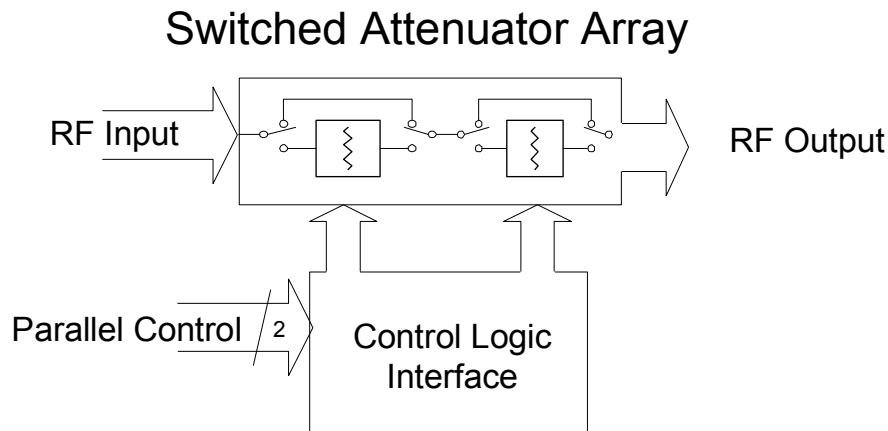 Switched Attenuator Array
RF Input
RF Output
Parallel Control
2
Control Logic
Interface